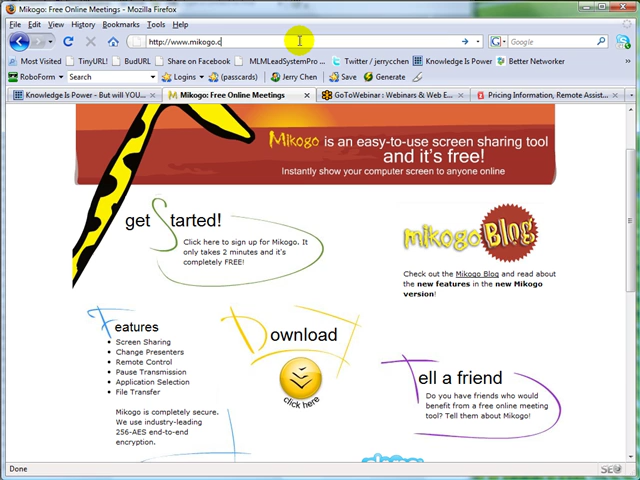 Mikogo: Free Online Meetings - Mozilla Firefox
File Edit View History Bookmarks Tools Help
http://www.mikogo.c
Google
Most Visited TinyURL! BudURL Share on Facebook MLMLeadSystemPro ... Twitter / jerrycchen Knowledge Is Power Better Networker
RoboForm Search Logins (passcards) Jerry Chen Save Generate
Knowledge Is Power - But will YOU... Mikogo: Free Online Meetings GoToWebinar : Webinars & Web E... Pricing Information, Remote Assist...
Mikogo is an easy-to-use screen sharing tool
and it's free!
Instantly show your computer screen to anyone online
get Started!
Click here to sign up for Mikogo. It
only takes 2 minutes and it's
completely FREE!
mikogo Blog
Check out the Mikogo Blog and read about
the new features in the new Mikogo
version!
Features
Screen Sharing
Change Presenters
Remote Control
Pause Transmission
Application Selection
File Transfer
Mikogo is completely secure.
We use industry-leading
256-AES end-to-end
encryption.
Download
click here
Tell a friend
Do you have friends who would
benefit from a free online meeting
tool? Tell them about Mikogo!
Done
SEO